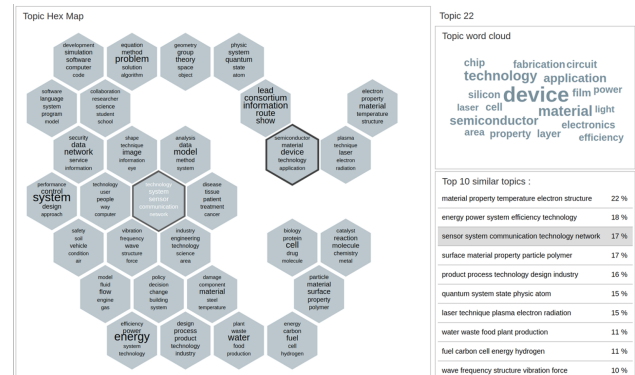 Topic Hex Map
development
simulation
software
computer
code
equation
method
problem
solution
algorithm
geometry
group
theory
space
object
physic
system
quantum
state
atom
software
language
system
program
model
collaboration
researcher
science
student
school
lead
consortium
information
route
show
electron
property
material
temperature
structure
security
data
network
service
information
shape
technique
image
information
eye
analysis
data
model
method
system
semiconductor
material
device
technology
application
plasma
technique
laser
electron
radiation
performance
control
system
design
approach
technology
user
people
way
computer
technology
system
sensor
communication
network
disease
tissue
patient
treatment
cancer
safety
soil
vehicle
condition
air
vibration
frequency
wave
structure
force
industry
engineering
technology
science
area
biology
protein
cell
drug
molecule
catalyst
reaction
molecule
chemistry
metal
model
fluid
flow
engine
gas
policy
decision
change
building
system
damage
component
material
steel
temperature
particle
material
surface
property
polymer
efficiency
power
energy
system
technology
design
process
product
technology
industry
plant
waste
water
food
production
energy
carbon
fuel
cell
hydrogen
Topic 22
Topic word cloud
chip fabrication circuit
technology application
silicon device film power
laser cell material light
semiconductor electronics
area property layer efficiency
Top 10 similar topics :
material property temperature electron structure 22 %
energy power system efficiency technology 18 %
sensor system communication technology network 17 %
surface material property particle polymer 17 %
product process technology design industry 16 %
quantum system state physic atom 15 %
laser technique plasma electron radiation 15 %
water waste food plant production 11 %
fuel carbon cell energy hydrogen 11 %
wave frequency structure vibration force 10 %